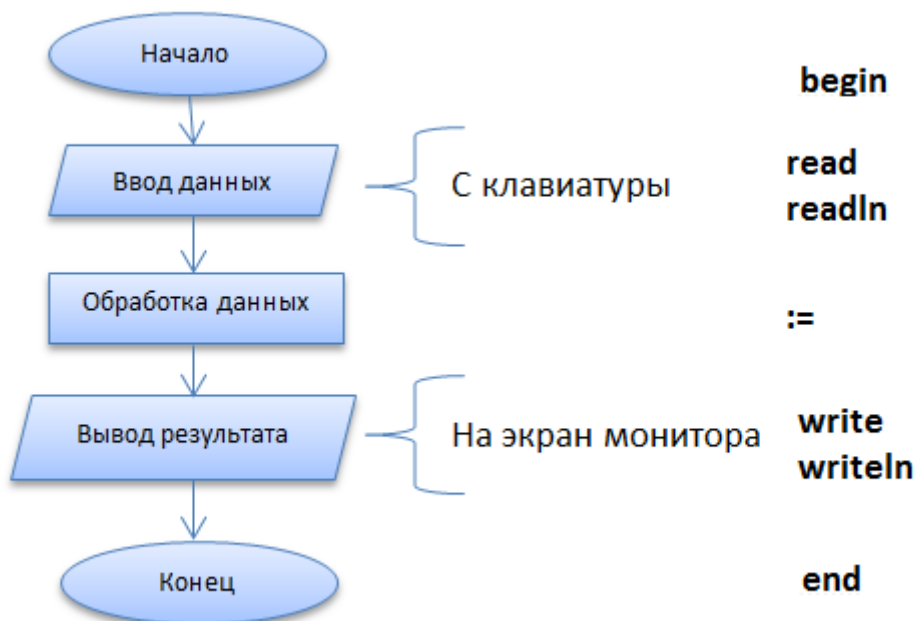 Начало
begin
Ввод данных
С клавиатуры
read
readln
Обработка данных
:=
Вывод результата
На экран монитора
write
writeln
Конец
end